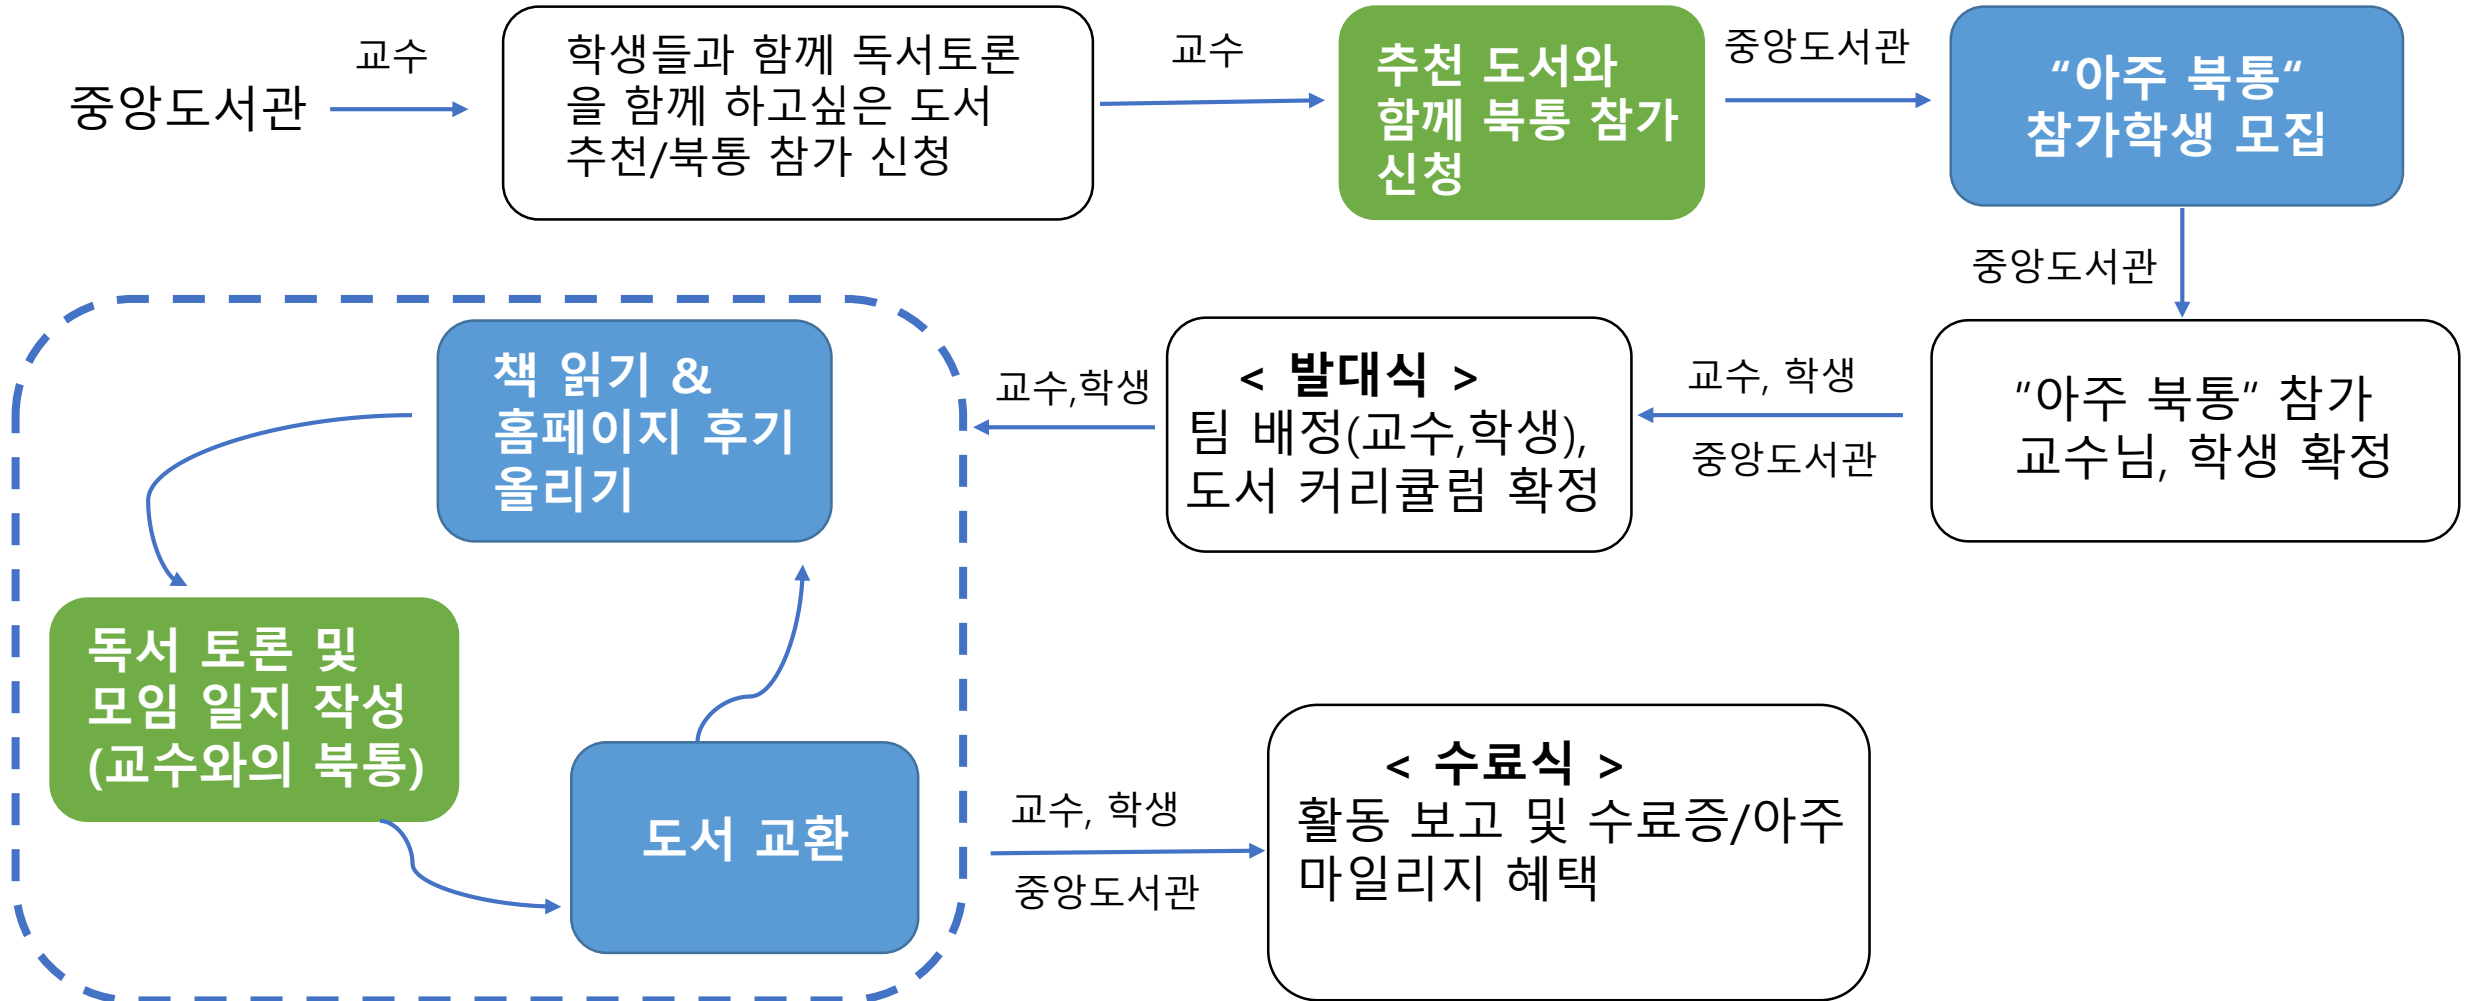 중앙도서관
교수
학생들과 함께 독서토론
을 함께 하고싶은 도서
추천/북통 참가 신청
교수
추천 도서와
함께 북통 참가
신청
중앙도서관
“아주 북통“
참가학생 모집
중앙도서관
“아주 북통“ 참가
교수님, 학생 확정
교수, 학생
중앙도서관
< 발대식 >
팀 배정(교수,학생),
도서 커리큘럼 확정
교수,학생
책 읽기 &
홈페이지 후기
올리기
독서 토론 및
모임 일지 작성
(교수와의 북통)
도서 교환
교수, 학생
중앙도서관
< 수료식 >
활동 보고 및 수료증/아주
마일리지 혜택